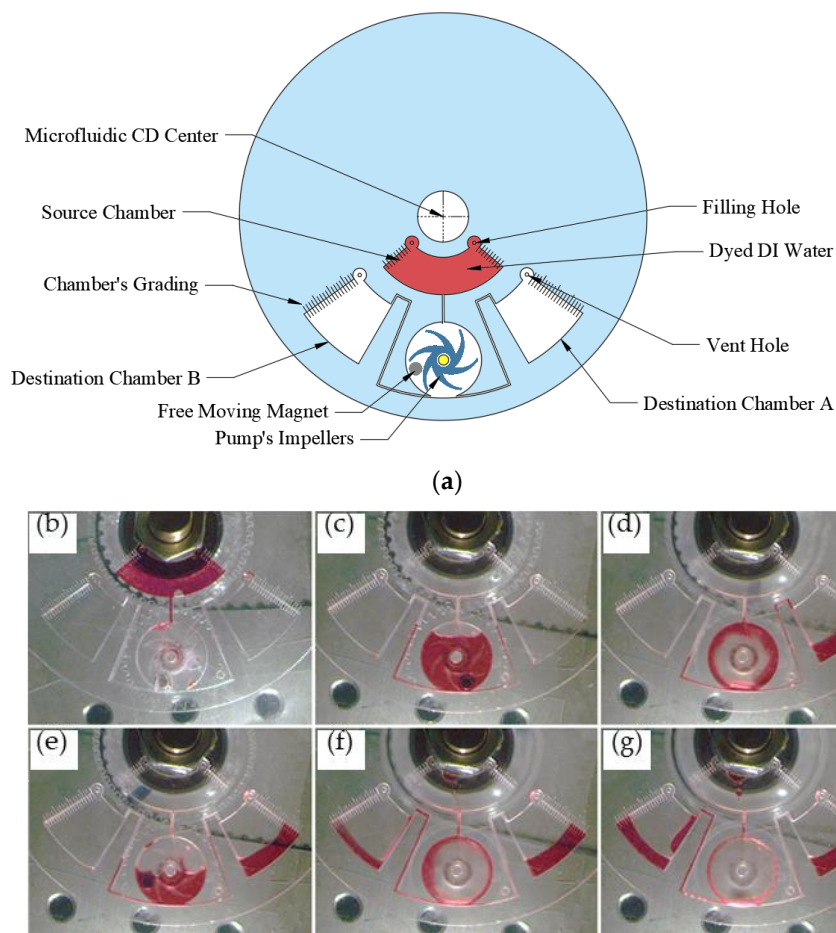 Microfluidic CD Center
Source Chamber
Chamber's Grading
Destination Chamber B
Free Moving Magnet
Pump's Impellers
Filling Hole
Dyed DI Water
Vent Hole
Destination Chamber A
(a)
(b)
(c)
(d)
(e)
(f)
(g)